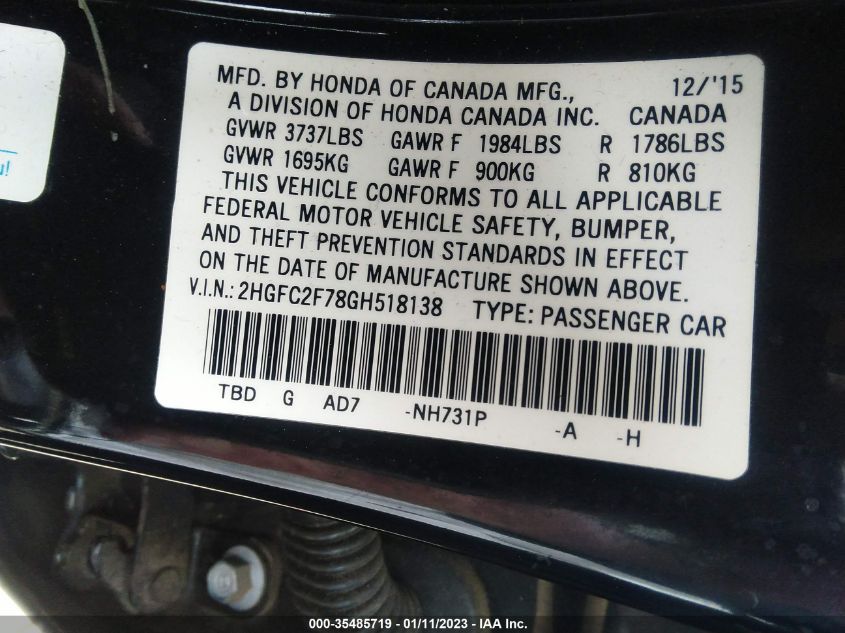 MFD. BY HONDA OF CANADA MFG., 12/'15
A DIVISION OF HONDA CANADA INC. CANADA
GVWR 3737LBS GAWR F 1984LBS R 1786LBS
GVWR 1695KG GAWR F 900KG R 810KG
THIS VEHICLE CONFORMS TO ALL APPLICABLE
FEDERAL MOTOR VEHICLE SAFETY, BUMPER,
AND THEFT PREVENTION STANDARDS IN EFFECT
ON THE DATE OF MANUFACTURE SHOWN ABOVE.
V.I.N.: 2HGFC2F78GH518138 TYPE: PASSENGER CAR
TBD G AD7 -NH731P -A -H
000-35485719 - 01/11/2023 - IAA Inc.